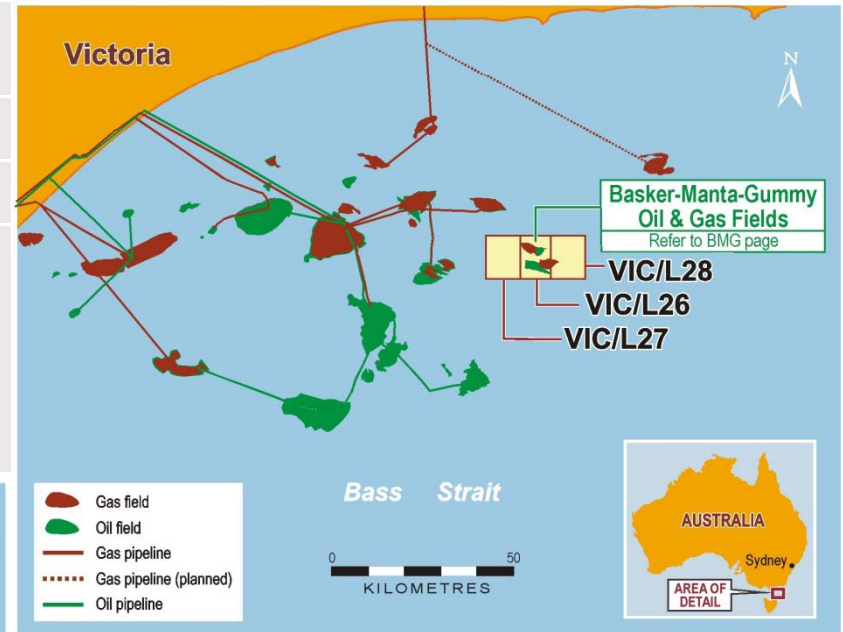 Victoria
N
Basker-Manta-Gummy
Oil & Gas Fields
Refer to BMG page
VIC/L28
VIC/L26
VIC/L27
Bass Strait
0 50
KILOMETRES
Gas field
Oil field
Gas pipeline
Gas pipeline (planned)
Oil pipeline
AUSTRALIA
Sydney
AREA OF
DETAIL